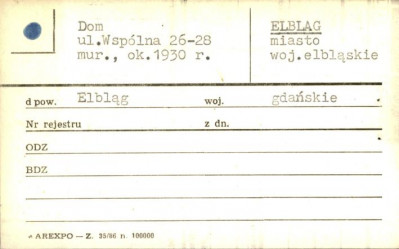 Dom
ul.Wspólna 26-28
mur., ok.1930 r.
ELBLĄG
miasto
woj.elbląskie
d pow. Elbląg woj. gdańskie
Nr rejestru z dn.
ODZ
BDZ
AREXPO — Z. 35/86 n. 100000